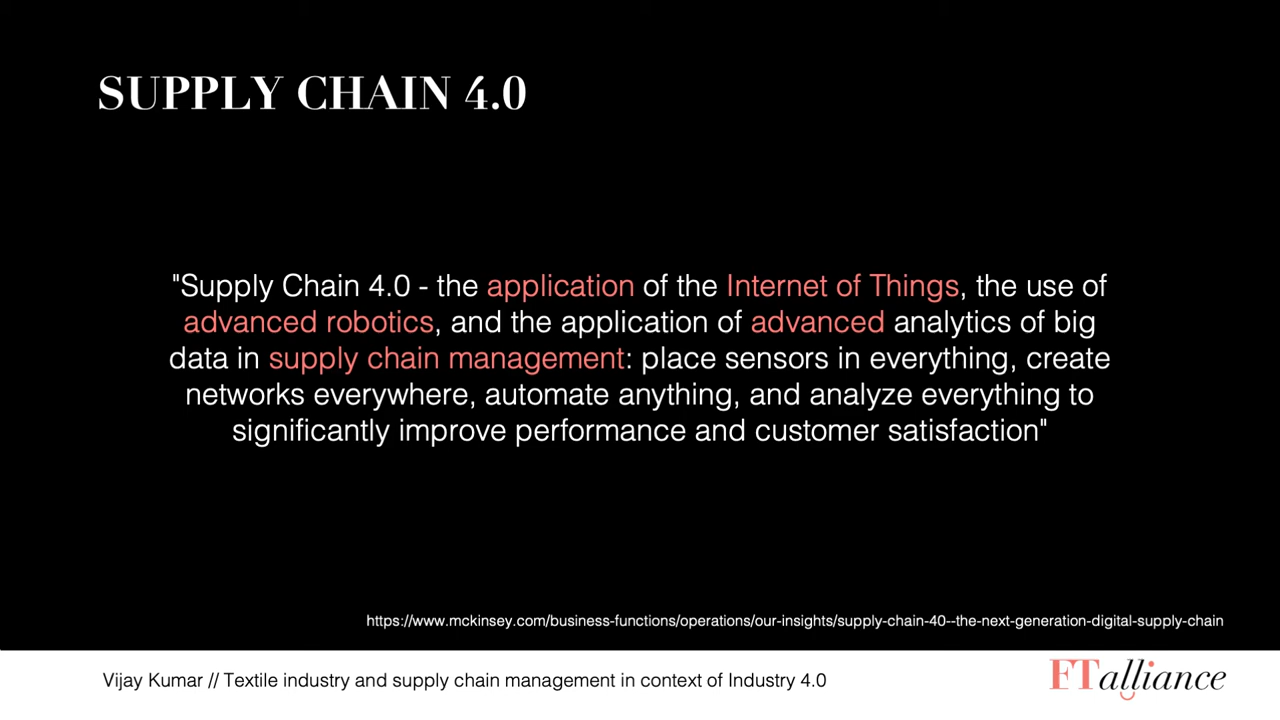 SUPPLY CHAIN 4.0
"Supply Chain 4.0 - the application of the Internet of Things, the use of
advanced robotics, and the application of advanced analytics of big
data in supply chain management: place sensors in everything, create
networks everywhere, automate anything, and analyze everything to
significantly improve performance and customer satisfaction"
https://www.mckinsey.com/business-functions/operations/our-insights/supply-chain-40--the-next-generation-digital-supply-chain
Vijay Kumar // Textile industry and supply chain management in context of Industry 4.0
FTalliance